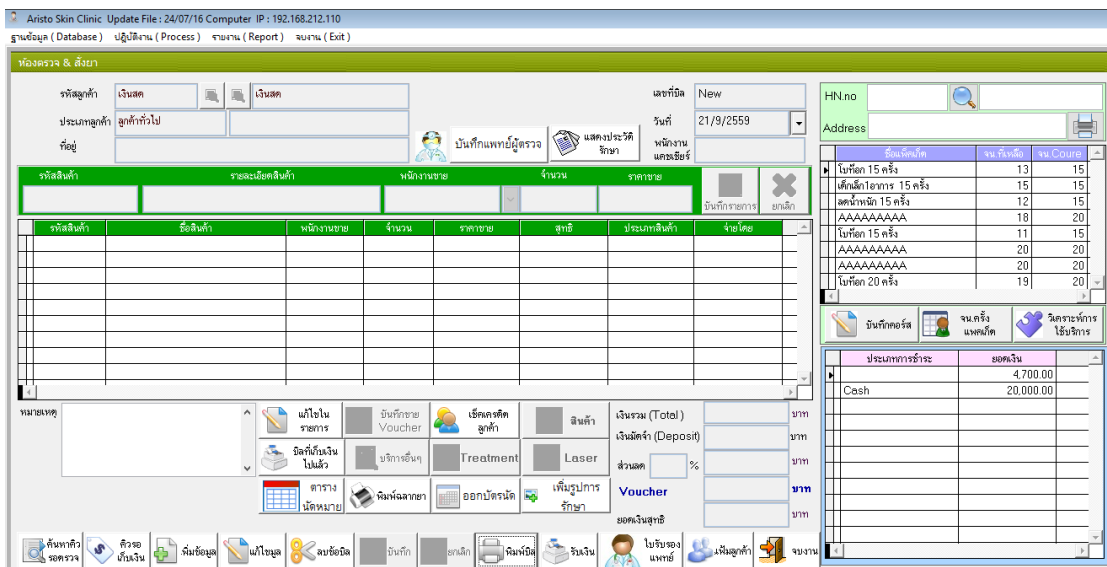 Aristo Skin Clinic Update File : 24/07/16 Computer IP : 192.168.212.110
ฐานข้อมูล ( Database ) ปฏิบัติงาน ( Process ) รายงาน ( Report ) จบงาน ( Exit )
ห้องตรวจ & สั่งยา
รหัสลูกค้า เงินสด เงินสด เลขที่บิล New
ประเภทลูกค้า ลูกค้าทั่วไป วันที่ 21/9/2559
ที่อยู่ บันทึกแพทย์ผู้ตรวจ แสดงประวัติรักษา พนักงานแคชเชียร์
รหัสสินค้า รายละเอียดสินค้า พนักงานขาย จำนวน ราคาขาย บันทึกรายการ ยกเลิก
รหัสสินค้า ชื่อสินค้า พนักงานขาย จำนวน ราคาขาย สุทธิ ประเภทสินค้า จ่ายโดย
HN.no
Address
ชื่อแพ็คเก็ต จน.ที่เหลือ จน.Coure
โบท๊อก 15 ครั้ง 13 15
เด็กเล็ก1อาการ 15 ครั้ง 15 15
ลดน้ำหนัก 15 ครั้ง 12 15
AAAAAAAAA 18 20
โบท๊อก 15 ครั้ง 11 15
AAAAAAAAA 20 20
AAAAAAAAA 20 20
โบท๊อก 20 ครั้ง 19 20
บันทึกคอร์ส จน.ครั้งแพคเก็ต วิเคราะห์การใช้บริการ
ประเภทการชำระ ยอดเงิน
4,700.00
Cash 20,000.00
หมายเหตุ แก้ไขในรายการ บันทึกขาย Voucher เช็คเครดิตลูกค้า สินค้า เงินรวม (Total ) บาท
เงินมัดจำ (Deposit) บาท
บิลที่เก็บเงินไปแล้ว บริการอื่นๆ Treatment Laser ส่วนลด % บาท
ตารางนัดหมาย พิมพ์ฉลากยา ออกบัตรนัด เพิ่มรูปการรักษา Voucher บาท
ยอดเงินสุทธิ บาท
ค้นหาคิวรอตรวจ คิวรอเก็บเงิน พิ่มข้อมูล แก้ไขมูล ลบข้อบิล บันทึก ยกเลิก พิมพ์บิล รับเงิน ใบรับรองแพทย์ แฟ้มลูกค้า จบงาน